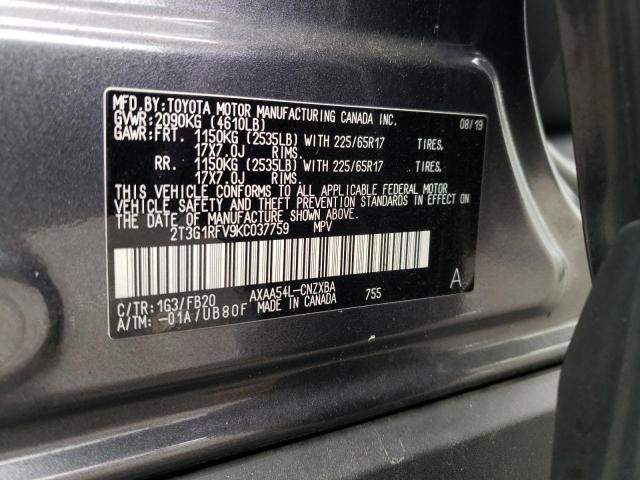 MFD.BY:TOYOTA MOTOR MANUFACTURING CANADA INC. 08/19
GVWR:2090KG (4610LB)
GAWR:FRT. 1150KG (2535LB) WITH 225/65R17 TIRES,
17X7.0J RIMS.
RR. 1150KG (2535LB) WITH 225/65R17 TIRES,
17X7.0J RIMS.
THIS VEHICLE CONFORMS TO ALL APPLICABLE FEDERAL MOTOR
VEHICLE SAFETY AND THEFT PREVENTION STANDARDS IN EFFECT ON
THE DATE OF MANUFACTURE SHOWN ABOVE.
2T3G1RFV9KC037759 MPV
A
C/TR:1G3/FB20 AXAA54L-CNZXBA 755
A/TM:-01A/UB80F MADE IN CANADA